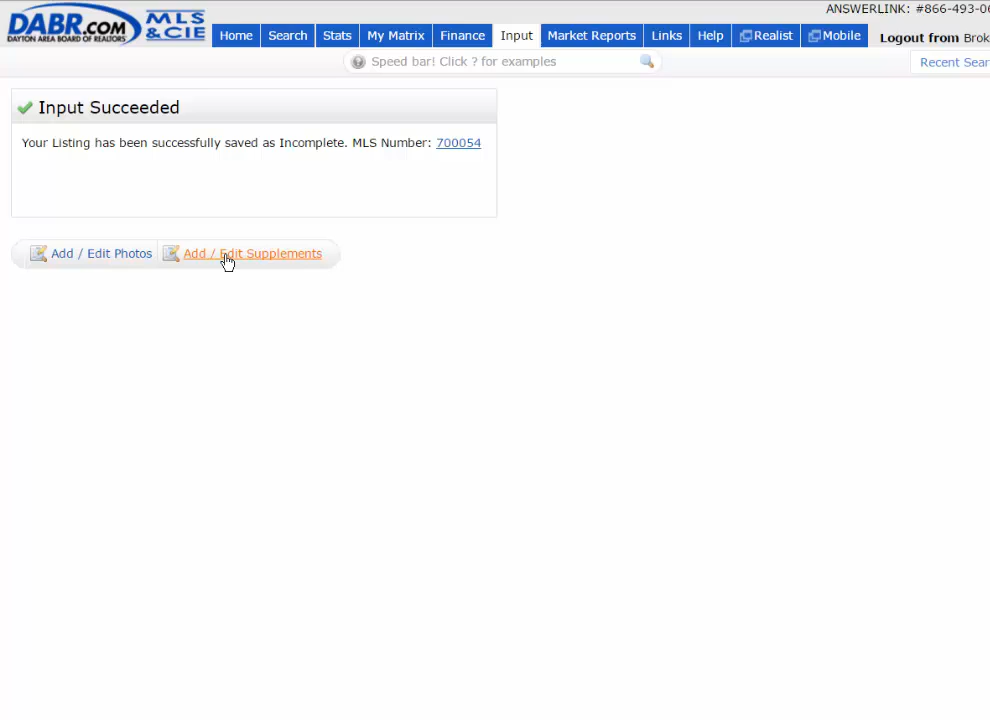 ANSWERLINK: #866-493-0
DABR.COM
DAYTON AREA BOARD OF REALTORS
MLS
& CIE
Home Search Stats My Matrix Finance Input Market Reports Links Help Realist Mobile Logout from Brok
? Speed bar! Click ? for examples
Recent Sear
Input Succeeded
Your Listing has been successfully saved as Incomplete. MLS Number: 700054
Add / Edit Photos Add / Edit Supplements